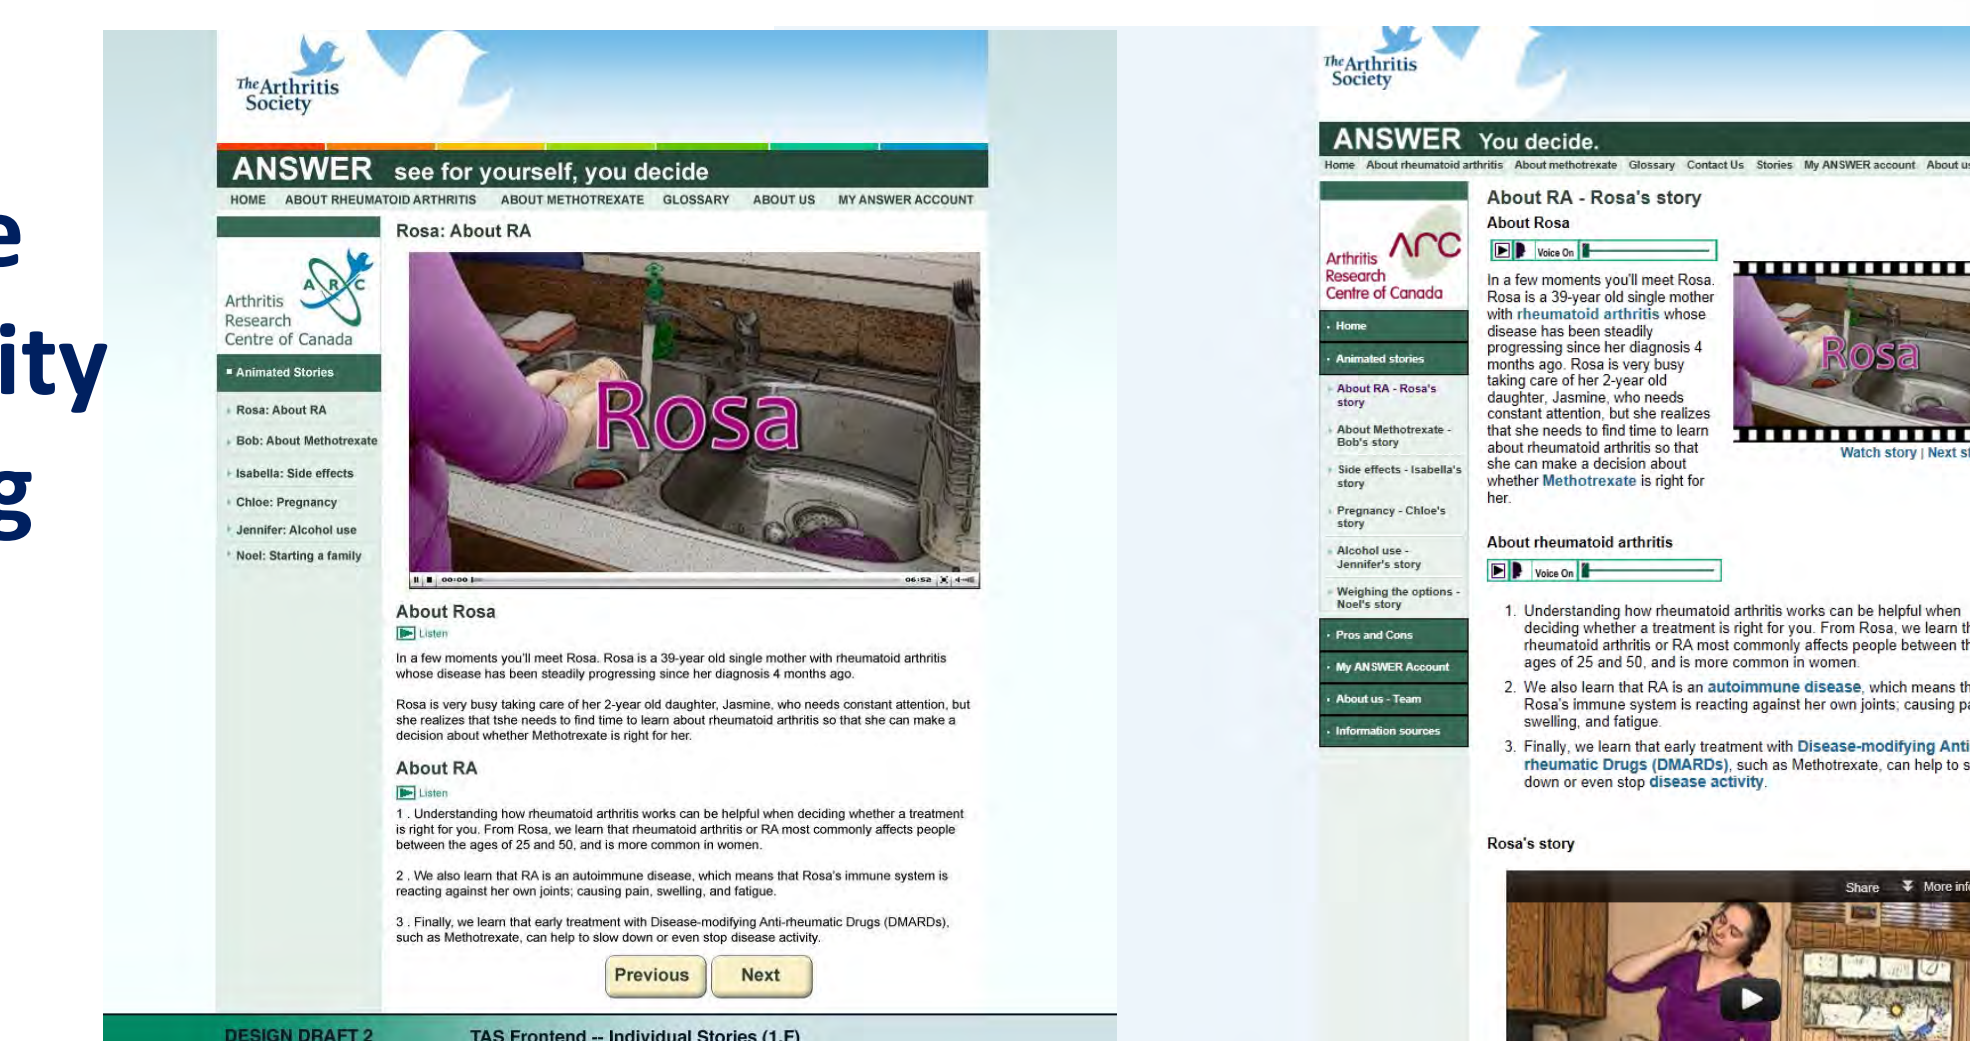 e
ity
g
The Arthritis
Society
ANSWER see for yourself, you decide
HOME ABOUT RHEUMATOID ARTHRITIS ABOUT METHOTREXATE GLOSSARY ABOUT US MY ANSWER ACCOUNT
ARC
Arthritis
Research
Centre of Canada
Animated Stories
Rosa: About RA
Bob: About Methotrexate
Isabella: Side effects
Chloe: Pregnancy
Jennifer: Alcohol use
Noel: Starting a family
Rosa: About RA
Rosa
00:00
06:52
About Rosa
Listen
In a few moments you'll meet Rosa. Rosa is a 39-year old single mother with rheumatoid arthritis
whose disease has been steadily progressing since her diagnosis 4 months ago.
Rosa is very busy taking care of her 2-year old daughter, Jasmine, who needs constant attention, but
she realizes that tshe needs to find time to learn about rheumatoid arthritis so that she can make a
decision about whether Methotrexate is right for her.
About RA
Listen
1 . Understanding how rheumatoid arthritis works can be helpful when deciding whether a treatment
is right for you. From Rosa, we learn that rheumatoid arthritis or RA most commonly affects people
between the ages of 25 and 50, and is more common in women.
2 . We also learn that RA is an autoimmune disease, which means that Rosa's immune system is
reacting against her own joints; causing pain, swelling, and fatigue.
3 . Finally, we learn that early treatment with Disease-modifying Anti-rheumatic Drugs (DMARDs),
such as Methotrexate, can help to slow down or even stop disease activity.
Previous Next
DESIGN DRAFT 2 TAS Frontend -- Individual Stories (1.F)
The Arthritis
Society
ANSWER You decide.
Home About rheumatoid arthritis About methotrexate Glossary Contact Us Stories My ANSWER account About us
ARC
Arthritis
Research
Centre of Canada
Home
Animated stories
About RA - Rosa's
story
About Methotrexate -
Bob's story
Side effects - Isabella's
story
Pregnancy - Chloe's
story
Alcohol use -
Jennifer's story
Weighing the options -
Noel's story
Pros and Cons
My ANSWER Account
About us - Team
Information sources
About RA - Rosa's story
About Rosa
Voice On
In a few moments you'll meet Rosa.
Rosa is a 39-year old single mother
with rheumatoid arthritis whose
disease has been steadily
progressing since her diagnosis 4
months ago. Rosa is very busy
taking care of her 2-year old
daughter, Jasmine, who needs
constant attention, but she realizes
that she needs to find time to learn
about rheumatoid arthritis so that
she can make a decision about
whether Methotrexate is right for
her.
Rosa
Watch story | Next st
About rheumatoid arthritis
Voice On
1. Understanding how rheumatoid arthritis works can be helpful when
deciding whether a treatment is right for you. From Rosa, we learn th
rheumatoid arthritis or RA most commonly affects people between th
ages of 25 and 50, and is more common in women.
2. We also learn that RA is an autoimmune disease, which means th
Rosa's immune system is reacting against her own joints; causing pa
swelling, and fatigue.
3. Finally, we learn that early treatment with Disease-modifying Anti
rheumatic Drugs (DMARDs), such as Methotrexate, can help to s
down or even stop disease activity.
Rosa's story
Share More info